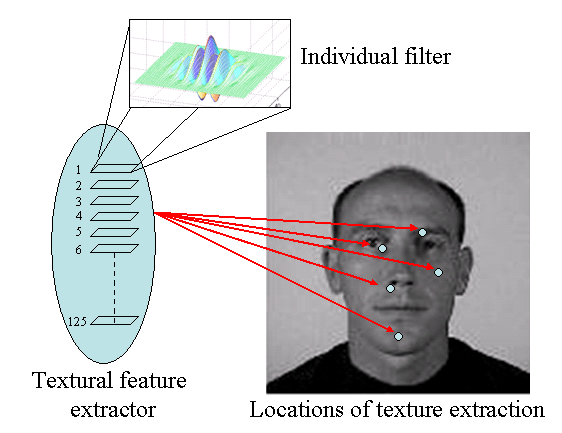 Individual filter
1
2
3
4
5
6
125
Textural feature
extractor
Locations of texture extraction